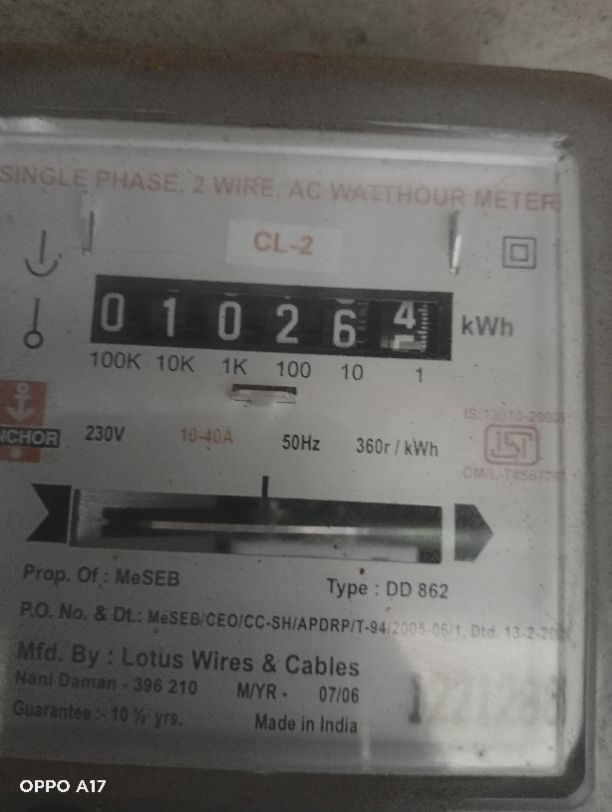 SINGLE PHASE, 2 WIRE, AC WATTHOUR METER
CL-2
0 1 0 2 6 4 kWh
100K 10K 1K 100 10 1
NCHOR
230V 10-40A 50Hz 360r / kWh
Prop. Of : MeSEB
Type : DD 862
P.O. No. & Dt.: MeSEB/CEO/CC-SH/APDRP/T-94/2005-06/1, Dtd. 13-2-
Mfd. By : Lotus Wires & Cables
Nani Daman - 396 210 M/YR - 07/06
Guarantee :- 10 ½ yrs. Made in India
OPPO A17